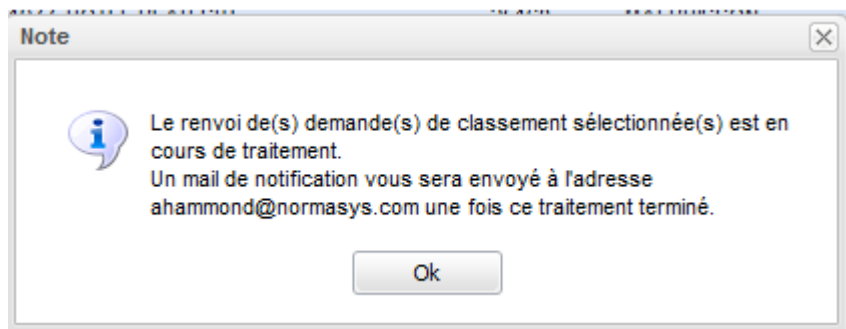 Note
Le renvoi de(s) demande(s) de classement sélectionnée(s) est en
cours de traitement.
Un mail de notification vous sera envoyé à l'adresse
ahammond@normasys.com une fois ce traitement terminé.
Ok